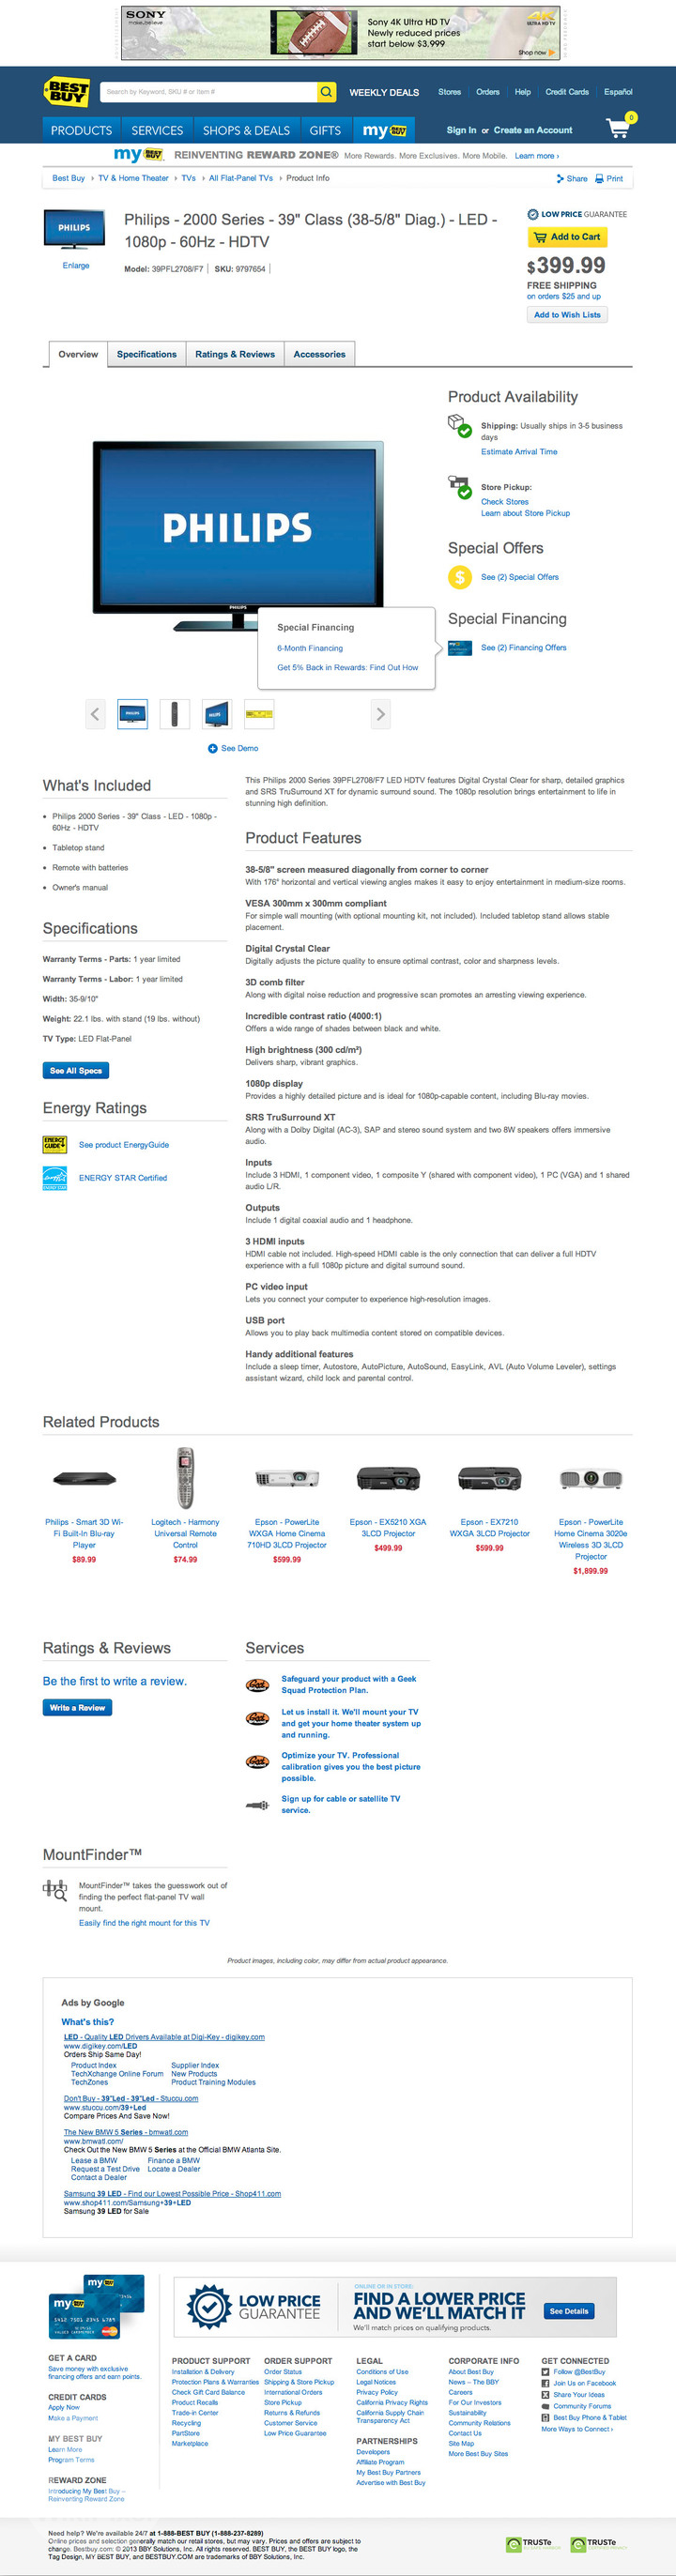 SONY
make.believe
Sony 4K Ultra HD TV
Newly reduced prices
start below $3,999
4K
ULTRA HD TV
Shop now
BEST BUY
Search by Keyword, SKU # or Item #
WEEKLY DEALS
Stores Orders Help Credit Cards Español
PRODUCTS SERVICES SHOPS & DEALS GIFTS my BEST BUY
Sign In or Create an Account
0
my BEST BUY REINVENTING REWARD ZONE® More Rewards. More Exclusives. More Mobile. Learn more ›
Best Buy › TV & Home Theater › TVs › All Flat-Panel TVs › Product Info
Share Print
PHILIPS
Enlarge
Philips - 2000 Series - 39" Class (38-5/8" Diag.) - LED -
1080p - 60Hz - HDTV
Model: 39PFL2708/F7 | SKU: 9797654 |
LOW PRICE GUARANTEE
Add to Cart
$399.99
FREE SHIPPING
on orders $25 and up
Add to Wish Lists
Overview Specifications Ratings & Reviews Accessories
PHILIPS
PHILIPS
Product Availability
Shipping: Usually ships in 3-5 business
days
Estimate Arrival Time
Store Pickup:
Check Stores
Learn about Store Pickup
Special Offers
$
See (2) Special Offers
Special Financing
See (2) Financing Offers
Special Financing
6-Month Financing
Get 5% Back in Rewards: Find Out How
PHILIPS
PHILIPS
See Demo
What's Included
• Philips 2000 Series - 39" Class - LED - 1080p -
60Hz - HDTV
• Tabletop stand
• Remote with batteries
• Owner's manual
Specifications
Warranty Terms - Parts: 1 year limited
Warranty Terms - Labor: 1 year limited
Width: 35-9/10"
Weight: 22.1 lbs. with stand (19 lbs. without)
TV Type: LED Flat-Panel
See All Specs
Energy Ratings
ENERGY GUIDE
See product EnergyGuide
ENERGY STAR
ENERGY STAR Certified
This Philips 2000 Series 39PFL2708/F7 LED HDTV features Digital Crystal Clear for sharp, detailed graphics
and SRS TruSurround XT for dynamic surround sound. The 1080p resolution brings entertainment to life in
stunning high definition.
Product Features
38-5/8" screen measured diagonally from corner to corner
With 176° horizontal and vertical viewing angles makes it easy to enjoy entertainment in medium-size rooms.
VESA 300mm x 300mm compliant
For simple wall mounting (with optional mounting kit, not included). Included tabletop stand allows stable
placement.
Digital Crystal Clear
Digitally adjusts the picture quality to ensure optimal contrast, color and sharpness levels.
3D comb filter
Along with digital noise reduction and progressive scan promotes an arresting viewing experience.
Incredible contrast ratio (4000:1)
Offers a wide range of shades between black and white.
High brightness (300 cd/m²)
Delivers sharp, vibrant graphics.
1080p display
Provides a highly detailed picture and is ideal for 1080p-capable content, including Blu-ray movies.
SRS TruSurround XT
Along with a Dolby Digital (AC-3), SAP and stereo sound system and two 8W speakers offers immersive
audio.
Inputs
Include 3 HDMI, 1 component video, 1 composite Y (shared with component video), 1 PC (VGA) and 1 shared
audio L/R.
Outputs
Include 1 digital coaxial audio and 1 headphone.
3 HDMI inputs
HDMI cable not included. High-speed HDMI cable is the only connection that can deliver a full HDTV
experience with a full 1080p picture and digital surround sound.
PC video input
Lets you connect your computer to experience high-resolution images.
USB port
Allows you to play back multimedia content stored on compatible devices.
Handy additional features
Include a sleep timer, Autostore, AutoPicture, AutoSound, EasyLink, AVL (Auto Volume Leveler), settings
assistant wizard, child lock and parental control.
Related Products
Philips - Smart 3D Wi-
Fi Built-In Blu-ray
Player
$89.99
Logitech - Harmony
Universal Remote
Control
$74.99
Epson - PowerLite
WXGA Home Cinema
710HD 3LCD Projector
$599.99
Epson - EX5210 XGA
3LCD Projector
$499.99
Epson - EX7210
WXGA 3LCD Projector
$599.99
Epson - PowerLite
Home Cinema 3020e
Wireless 3D 3LCD
Projector
$1,899.99
Ratings & Reviews
Be the first to write a review.
Write a Review
Services
Safeguard your product with a Geek
Squad Protection Plan.
Let us install it. We'll mount your TV
and get your home theater system up
and running.
Optimize your TV. Professional
calibration gives you the best picture
possible.
Sign up for cable or satellite TV
service.
MountFinder™
MountFinder™ takes the guesswork out of
finding the perfect flat-panel TV wall
mount.
Easily find the right mount for this TV
Product images, including color, may differ from actual product appearance.
Ads by Google
What's this?
LED - Quality LED Drivers Available at Digi-Key - digikey.com
www.digikey.com/LED
Orders Ship Same Day!
Product Index Supplier Index
TechXchange Online Forum New Products
TechZones Product Training Modules
Don't Buy - 39"Led - 39"Led - Stuccu.com
www.stuccu.com/39+Led
Compare Prices And Save Now!
The New BMW 5 Series - bmwatl.com
www.bmwatl.com/
Check Out the New BMW 5 Series at the Official BMW Atlanta Site.
Lease a BMW Finance a BMW
Request a Test Drive Locate a Dealer
Contact a Dealer
Samsung 39 LED - Find our Lowest Possible Price - Shop411.com
www.shop411.com/Samsung+39+LED
Samsung 39 LED for Sale
my BEST BUY
my BEST BUY
LOW PRICE
GUARANTEE
ONLINE OR IN STORE:
FIND A LOWER PRICE
AND WE'LL MATCH IT
We'll match prices on qualifying products.
See Details
GET A CARD
Save money with exclusive
financing offers and earn points.
CREDIT CARDS
Apply Now
Make a Payment
MY BEST BUY
Learn More
Program Terms
REWARD ZONE
Introducing My Best Buy –
Reinventing Reward Zone
PRODUCT SUPPORT
Installation & Delivery
Protection Plans & Warranties
Check Gift Card Balance
Product Recalls
Trade-in Center
Recycling
PartStore
Marketplace
ORDER SUPPORT
Order Status
Shipping & Store Pickup
International Orders
Store Pickup
Returns & Refunds
Customer Service
Low Price Guarantee
LEGAL
Conditions of Use
Legal Notices
Privacy Policy
California Privacy Rights
California Supply Chain
Transparency Act
PARTNERSHIPS
Developers
Affiliate Program
My Best Buy Partners
Advertise with Best Buy
CORPORATE INFO
About Best Buy
News – The BBY
Careers
For Our Investors
Sustainability
Community Relations
Contact Us
Site Map
More Best Buy Sites
GET CONNECTED
Follow @BestBuy
Join Us on Facebook
Share Your Ideas
Community Forums
Best Buy Phone & Tablet
More Ways to Connect ›
Need help? We're available 24/7 at 1-888-BEST BUY (1-888-237-8289)
Online prices and selection generally match our retail stores, but may vary. Prices and offers are subject to
change. Bestbuy.com: © 2013 BBY Solutions, Inc. All rights reserved. BEST BUY, the BEST BUY logo, the
Tag Design, MY BEST BUY, and BESTBUY.COM are trademarks of BBY Solutions, Inc.
TRUSTe
TRUSTe